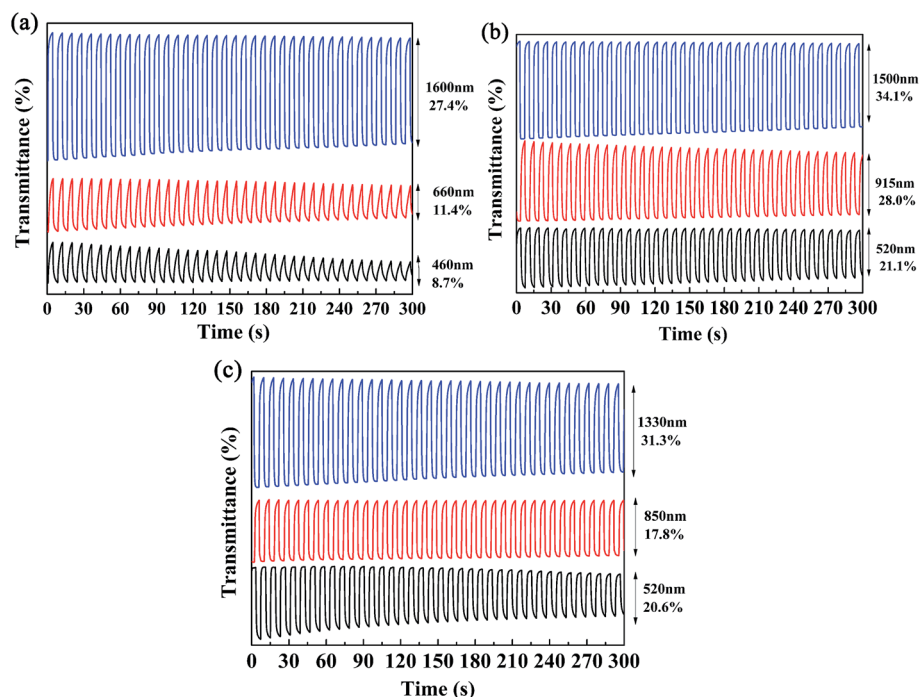 (a)
Transmittance (%)
1600nm
27.4%
660nm
11.4%
460nm
8.7%
0 30 60 90 120 150 180 210 240 270 300
Time (s)
(b)
Transmittance (%)
1500nm
34.1%
915nm
28.0%
520nm
21.1%
0 30 60 90 120 150 180 210 240 270 300
Time (s)
(c)
Transmittance (%)
1330nm
31.3%
850nm
17.8%
520nm
20.6%
0 30 60 90 120 150 180 210 240 270 300
Time (s)